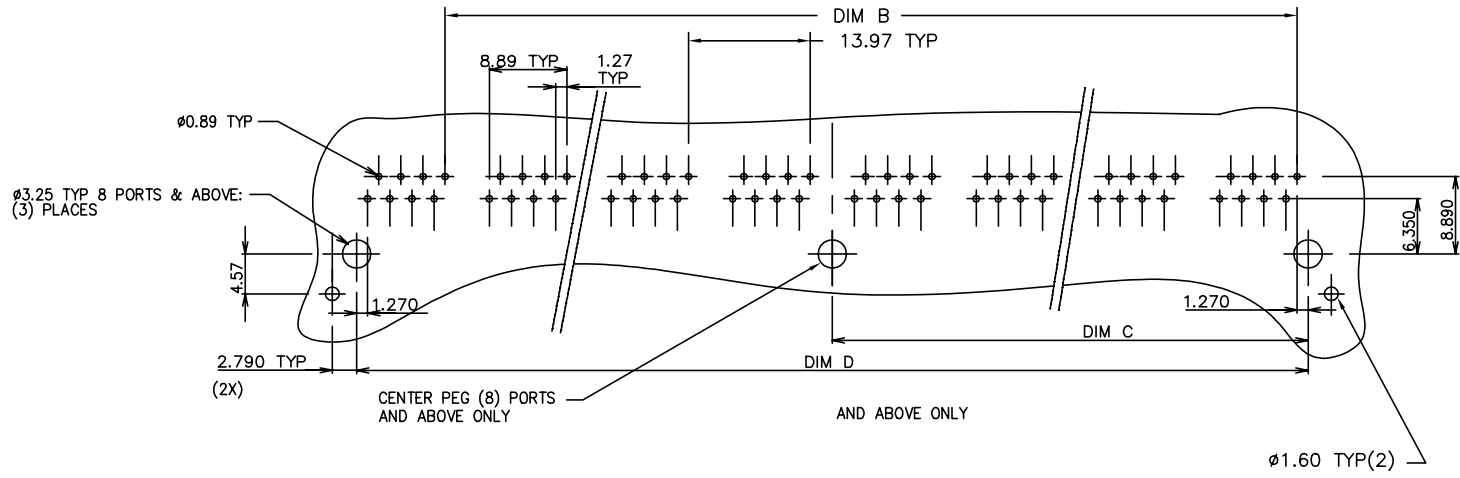 DIM B
13.97 TYP
8.89 TYP
1.27
TYP
ø0.89 TYP
ø3.25 TYP 8 PORTS & ABOVE:
(3) PLACES
6.350
8.890
4.57
1.270
1.270
DIM C
2.790 TYP
(2X)
DIM D
CENTER PEG (8) PORTS
AND ABOVE ONLY
AND ABOVE ONLY
ø1.60 TYP(2)